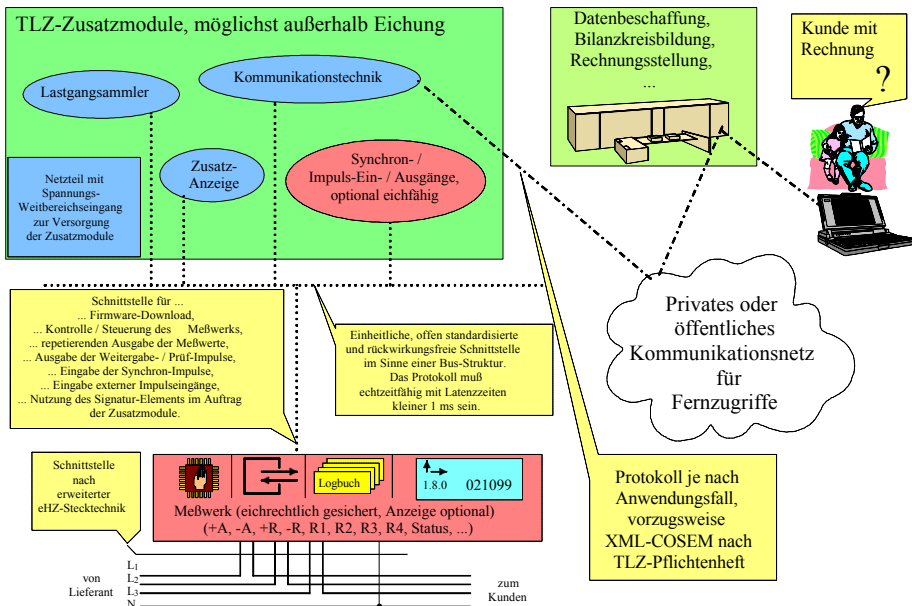 TLZ-Zusatzmodule, möglichst außerhalb Eichung
Lastgangsammler
Kommunikationstechnik
Netzteil mit
Spannungs-
Weitbereichseingang
zur Versorgung
der Zusatzmodule
Zusatz-
Anzeige
Synchron- /
Impuls-Ein- / Ausgänge,
optional eichfähig
Datenbeschaffung,
Bilanzkreisbildung,
Rechnungsstellung,
...
Kunde mit
Rechnung
?
Schnittstelle für ...
... Firmware-Download,
... Kontrolle / Steuerung des Meßwerks,
... repetierenden Ausgabe der Meßwerte,
... Ausgabe der Weitergabe- / Prüf-Impulse,
... Eingabe der Synchron-Impulse,
... Eingabe externer Impulseingänge,
... Nutzung des Signatur-Elements im Auftrag
der Zusatzmodule.
Einheitliche, offen standardisierte
und rückwirkungsfreie Schnittstelle
im Sinne einer Bus-Struktur.
Das Protokoll muß
echtzeitfähig mit Latenzzeiten
kleiner 1 ms sein.
Privates oder
öffentliches
Kommunikationsnetz
für
Fernzugriffe
Schnittstelle
nach
erweiterter
eHZ-Stecktechnik
Logbuch
1.8.0 021099
Meßwerk (eichrechtlich gesichert, Anzeige optional)
(+A, -A, +R, -R, R1, R2, R3, R4, Status, ...)
Protokoll je nach
Anwendungsfall,
vorzugsweise
XML-COSEM nach
TLZ-Pflichtenheft
von
Lieferant
L1
L2
L3
N
zum
Kunden